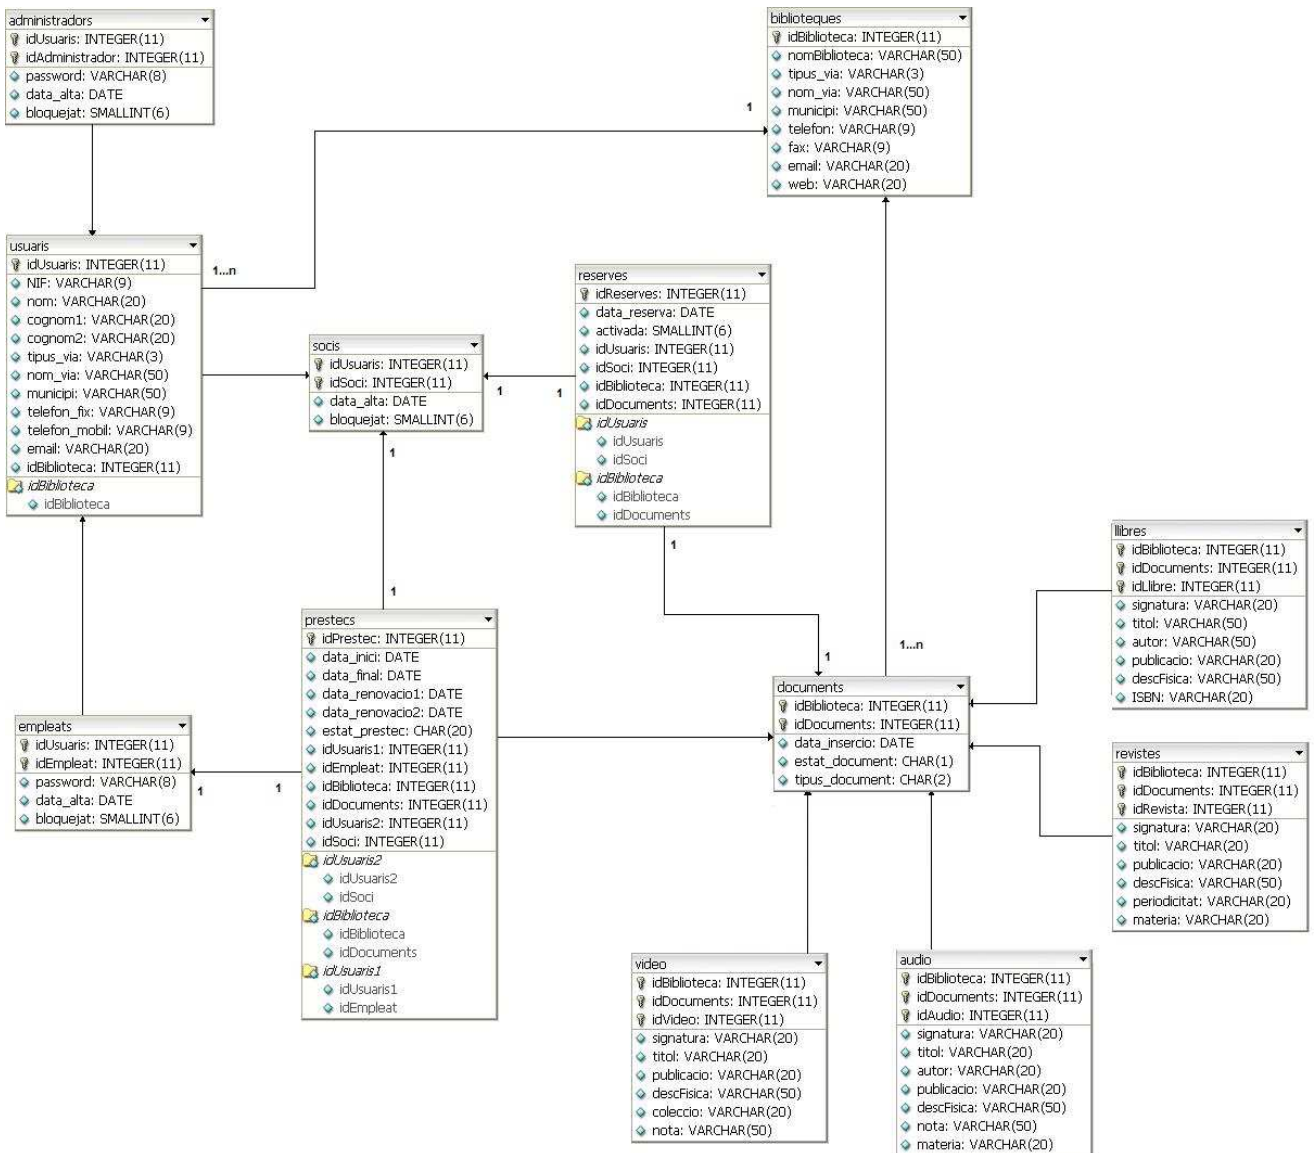 administradors
idUsuaris: INTEGER(11)
idAdministrador: INTEGER(11)
password: VARCHAR(8)
data_alta: DATE
bloquejat: SMALLINT(6)
biblioteques
idBiblioteca: INTEGER(11)
nomBiblioteca: VARCHAR(50)
tipus_via: VARCHAR(3)
nom_via: VARCHAR(50)
municipi: VARCHAR(50)
telefon: VARCHAR(9)
fax: VARCHAR(9)
email: VARCHAR(20)
web: VARCHAR(20)
1
1...n
usuaris
idUsuaris: INTEGER(11)
NIF: VARCHAR(9)
nom: VARCHAR(20)
cognom1: VARCHAR(20)
cognom2: VARCHAR(20)
tipus_via: VARCHAR(3)
nom_via: VARCHAR(50)
municipi: VARCHAR(50)
telefon_fix: VARCHAR(9)
telefon_mobil: VARCHAR(9)
email: VARCHAR(20)
idBiblioteca: INTEGER(11)
idBiblioteca
idBiblioteca
socis
idUsuaris: INTEGER(11)
idSoci: INTEGER(11)
data_alta: DATE
bloquejat: SMALLINT(6)
1
1
1
1
reserves
idReserves: INTEGER(11)
data_reserva: DATE
activada: SMALLINT(6)
idUsuaris: INTEGER(11)
idSoci: INTEGER(11)
idBiblioteca: INTEGER(11)
idDocuments: INTEGER(11)
idUsuaris
idUsuaris
idSoci
idBiblioteca
idBiblioteca
idDocuments
1
1
1...n
llibres
idBiblioteca: INTEGER(11)
idDocuments: INTEGER(11)
idLlibre: INTEGER(11)
signatura: VARCHAR(20)
titol: VARCHAR(50)
autor: VARCHAR(50)
publicacio: VARCHAR(20)
descFisica: VARCHAR(50)
ISBN: VARCHAR(20)
prestecs
idPrestec: INTEGER(11)
data_inici: DATE
data_final: DATE
data_renovacio1: DATE
data_renovacio2: DATE
estat_prestec: CHAR(20)
idUsuaris1: INTEGER(11)
idEmpleat: INTEGER(11)
idBiblioteca: INTEGER(11)
idDocuments: INTEGER(11)
idUsuaris2: INTEGER(11)
idSoci: INTEGER(11)
idUsuaris2
idUsuaris2
idSoci
idBiblioteca
idBiblioteca
idDocuments
idUsuaris1
idUsuaris1
idEmpleat
documents
idBiblioteca: INTEGER(11)
idDocuments: INTEGER(11)
data_insercio: DATE
estat_document: CHAR(1)
tipus_document: CHAR(2)
empleats
idUsuaris: INTEGER(11)
idEmpleat: INTEGER(11)
password: VARCHAR(8)
data_alta: DATE
bloquejat: SMALLINT(6)
1
1
revistes
idBiblioteca: INTEGER(11)
idDocuments: INTEGER(11)
idRevista: INTEGER(11)
signatura: VARCHAR(20)
titol: VARCHAR(20)
publicacio: VARCHAR(20)
descFisica: VARCHAR(50)
periodicitat: VARCHAR(20)
materia: VARCHAR(20)
video
idBiblioteca: INTEGER(11)
idDocuments: INTEGER(11)
idVideo: INTEGER(11)
signatura: VARCHAR(20)
titol: VARCHAR(20)
publicacio: VARCHAR(20)
descFisica: VARCHAR(50)
coleccio: VARCHAR(20)
nota: VARCHAR(50)
audio
idBiblioteca: INTEGER(11)
idDocuments: INTEGER(11)
idAudio: INTEGER(11)
signatura: VARCHAR(20)
titol: VARCHAR(20)
autor: VARCHAR(20)
publicacio: VARCHAR(20)
descFisica: VARCHAR(50)
nota: VARCHAR(50)
materia: VARCHAR(20)